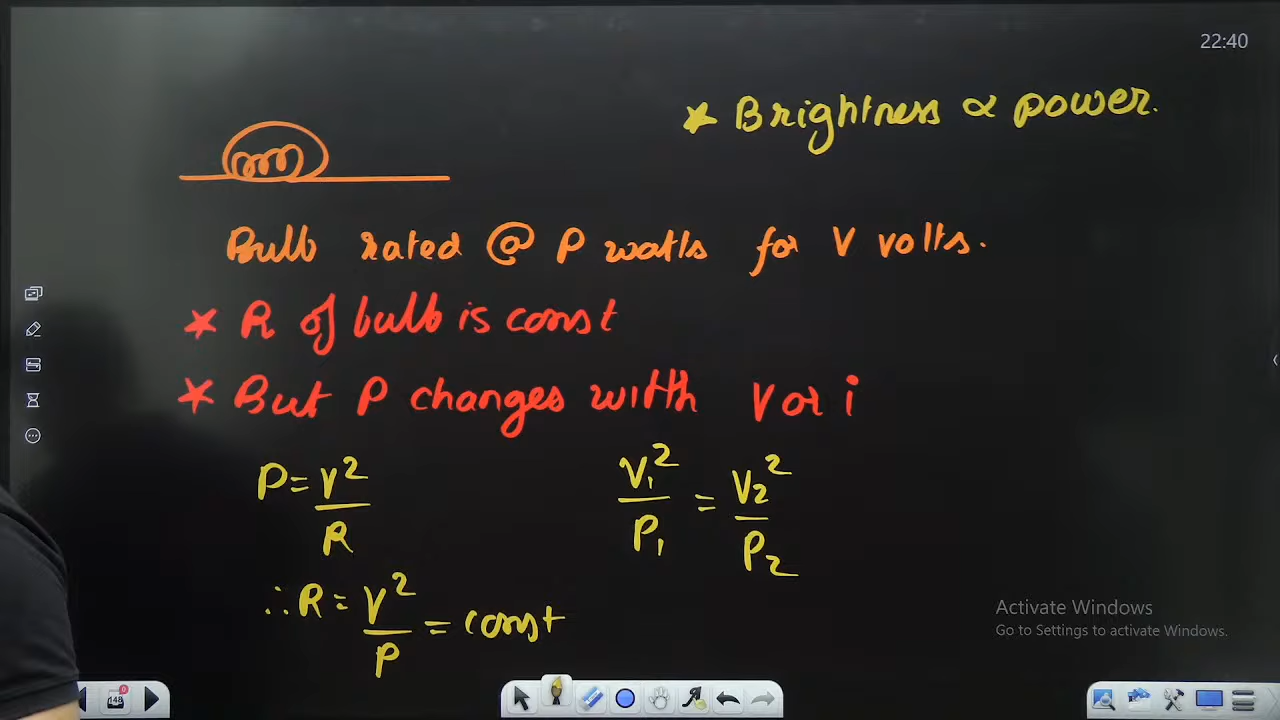 22:40
* Brightness ∝ power.
Bulb rated @ P watts for V volts.
* R of bulb is const
* But P changes with V or i
P = V²/R
V₁²/P₁ = V₂²/P₂
∴ R = V²/P = const
Activate Windows
Go to Settings to activate Windows.
148